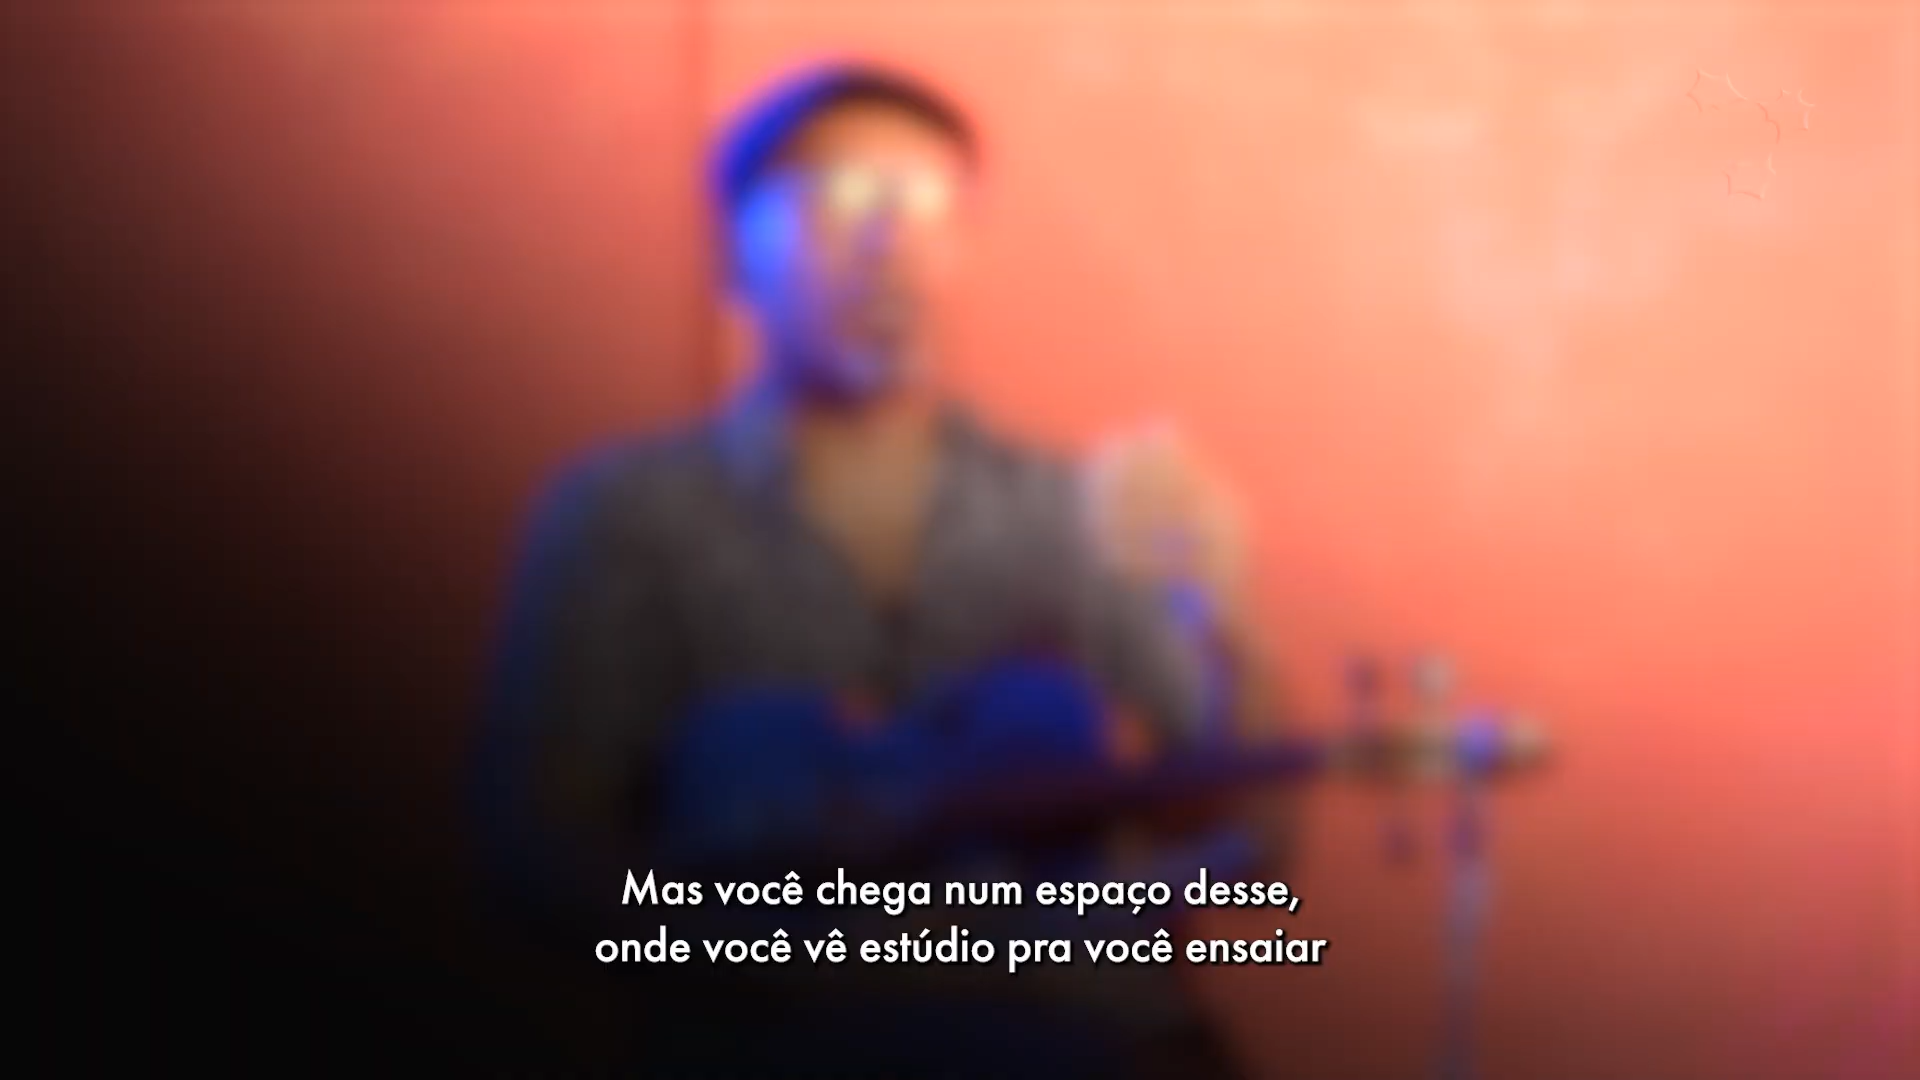 Mas você chega num espaço desse,
onde você vê estúdio pra você ensaiar